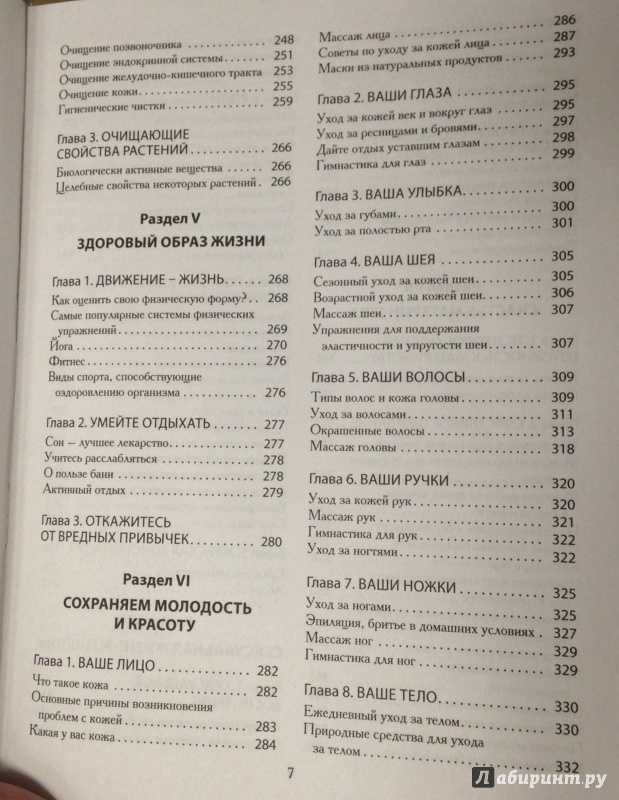 Очищение позвоночника ............ 248
Очищение эндокринной системы ..... 251
Очищение желудочно-кишечного тракта 253
Очищение кожи .................... 255
Гигиенические чистки ............. 259
Глава 3. ОЧИЩАЮЩИЕ
СВОЙСТВА РАСТЕНИЙ ................ 266
Биологически активные вещества ... 266
Целебные свойства некоторых растений . 266
Раздел V
ЗДОРОВЫЙ ОБРАЗ ЖИЗНИ
Глава 1. ДВИЖЕНИЕ – ЖИЗНЬ ........ 268
Как оценить свою физическую форму? .. 268
Самые популярные системы физических
упражнений ....................... 269
Йога ............................. 270
Фитнес ........................... 276
Виды спорта, способствующие
оздоровлению организма ........... 276
Глава 2. УМЕЙТЕ ОТДЫХАТЬ ......... 277
Сон – лучшее лекарство ........... 277
Учитесь расслабляться ............ 278
О пользе бани .................... 278
Активный отдых ................... 279
Глава 3. ОТКАЖИТЕСЬ
ОТ ВРЕДНЫХ ПРИВЫЧЕК .............. 280
Раздел VI
СОХРАНЯЕМ МОЛОДОСТЬ
И КРАСОТУ
Глава 1. ВАШЕ ЛИЦО ............... 282
Что такое кожа ................... 282
Основные причины возникновения
проблем с кожей .................. 283
Какая у вас кожа ................. 284
Массаж лица ...................... 286
Советы по уходу за кожей лица .... 287
Маски из натуральных продуктов ... 293
Глава 2. ВАШИ ГЛАЗА .............. 295
Уход за кожей век и вокруг глаз .. 295
Уход за ресницами и бровями ...... 297
Дайте отдых уставшим глазам ...... 298
Гимнастика для глаз .............. 299
Глава 3. ВАША УЛЫБКА ............. 300
Уход за губами ................... 300
Уход за полостью рта ............. 301
Глава 4. ВАША ШЕЯ ................ 305
Сезонный уход за кожей шеи ....... 305
Возрастной уход за кожей шеи ..... 306
Массаж шеи ....................... 307
Упражнения для поддержания
эластичности и упругости шеи ..... 307
Глава 5. ВАШИ ВОЛОСЫ ............. 309
Типы волос и кожа головы ......... 309
Уход за волосами ................. 311
Окрашенные волосы ................ 313
Массаж головы .................... 318
Глава 6. ВАШИ РУЧКИ .............. 320
Уход за кожей рук ................ 320
Массаж рук ....................... 321
Гимнастика для рук ............... 322
Уход за ногтями .................. 322
Глава 7. ВАШИ НОЖКИ .............. 325
Уход за ногами ................... 325
Эпиляция, бритье в домашних условиях . 327
Массаж ног ....................... 329
Гимнастика для ног ............... 329
Глава 8. ВАШЕ ТЕЛО ............... 330
Ежедневный уход за телом ......... 330
Природные средства для ухода
за телом ......................... 332
7
Лабиринт.ру